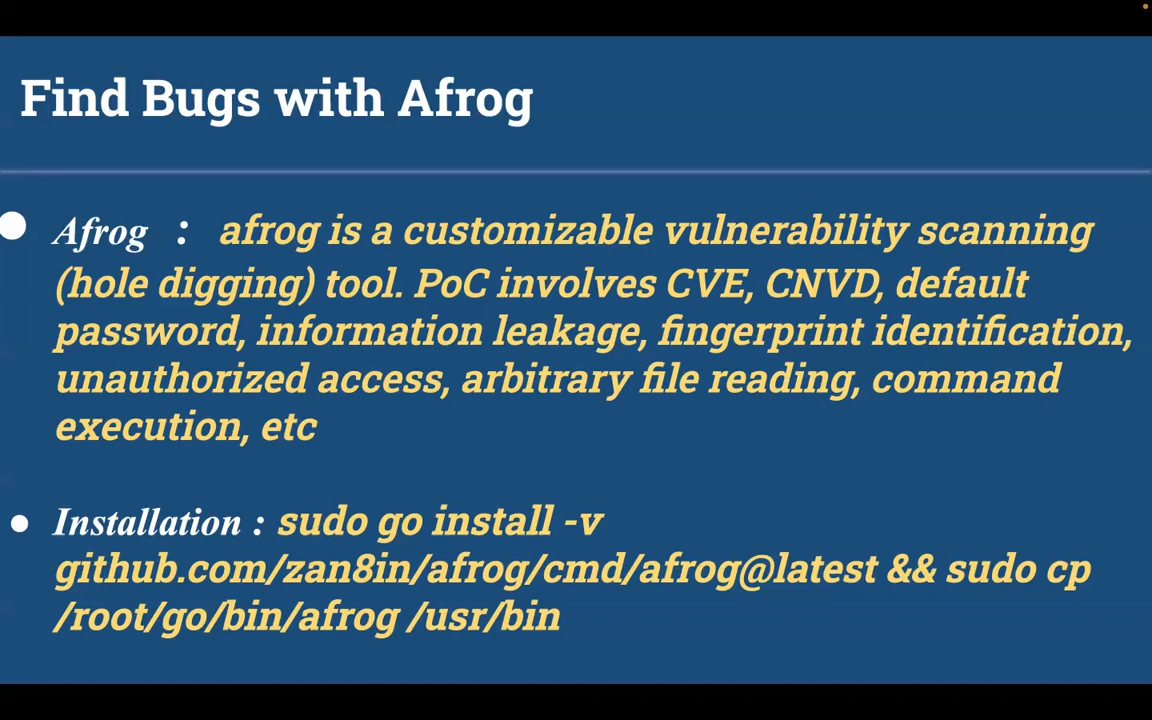 Find Bugs with Afrog
Afrog : afrog is a customizable vulnerability scanning
(hole digging) tool. PoC involves CVE, CNVD, default
password, information leakage, fingerprint identification,
unauthorized access, arbitrary file reading, command
execution, etc
Installation : sudo go install -v
github.com/zan8in/afrog/cmd/afrog@latest && sudo cp
/root/go/bin/afrog /usr/bin